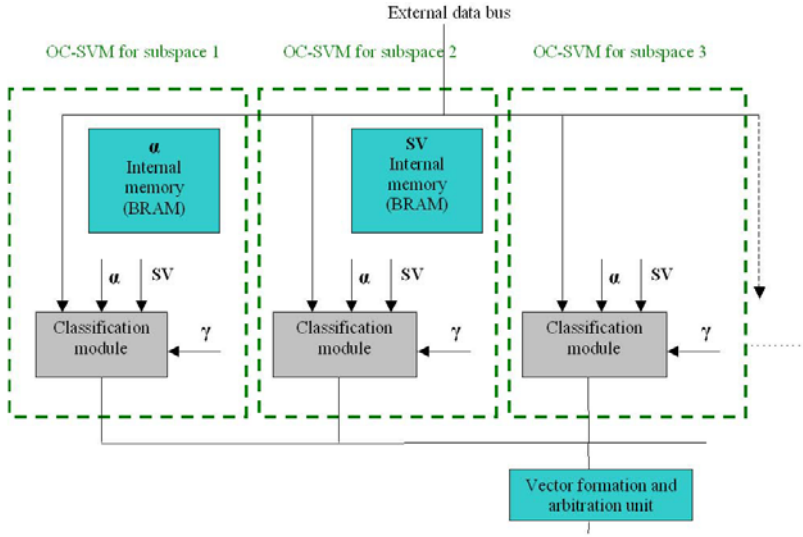 External data bus
OC-SVM for subspace 1
OC-SVM for subspace 2
OC-SVM for subspace 3
α
Internal
memory
(BRAM)
SV
Internal
memory
(BRAM)
α
SV
α
SV
α
SV
Classification
module
γ
Classification
module
γ
Classification
module
γ
Vector formation and
arbitration unit